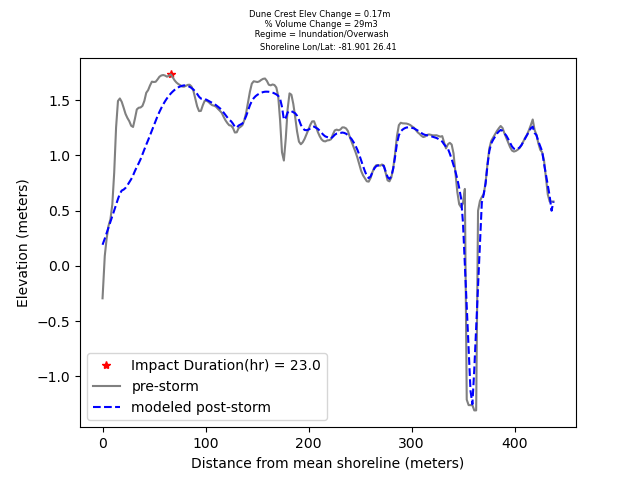 Dune Crest Elev Change = 0.17m
% Volume Change = 29m3
Regime = Inundation/Overwash
Shoreline Lon/Lat: -81.901 26.41
1.5
1.0
0.5
0.0
−0.5
−1.0
Elevation (meters)
Impact Duration(hr) = 23.0
pre-storm
modeled post-storm
0 100 200 300 400
Distance from mean shoreline (meters)